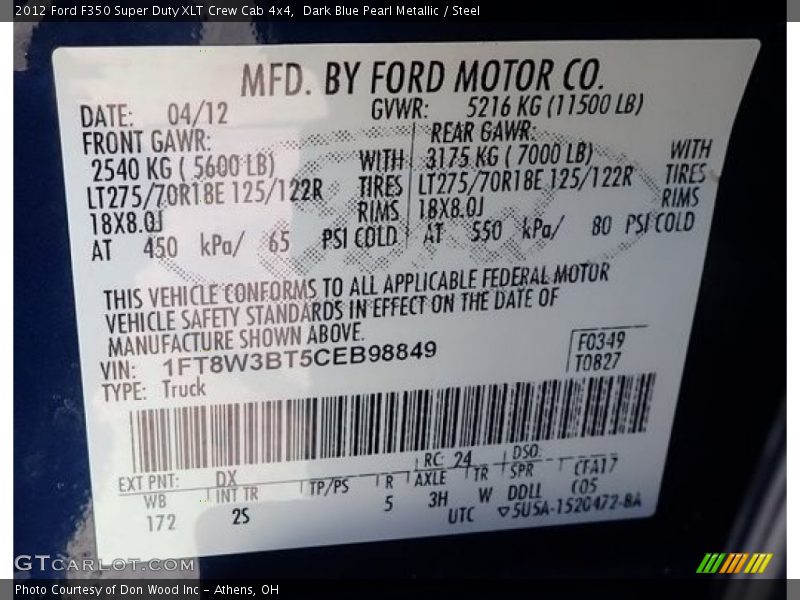 2012 Ford F350 Super Duty XLT Crew Cab 4x4,  Dark Blue Pearl Metallic / Steel
MFD. BY FORD MOTOR CO.
DATE: 04/12 GVWR: 5216 KG (11500 LB)
FRONT GAWR: REAR GAWR:
2540 KG ( 5600 LB) WITH 3175 KG ( 7000 LB) WITH
LT275/70R18E 125/122R TIRES LT275/70R18E 125/122R TIRES
18X8.0J RIMS 18X8.0J RIMS
AT 450 kPa/ 65 PSI COLD AT 550 kPa/ 80 PSI COLD
THIS VEHICLE CONFORMS TO ALL APPLICABLE FEDERAL MOTOR
VEHICLE SAFETY STANDARDS IN EFFECT ON THE DATE OF
MANUFACTURE SHOWN ABOVE.
VIN: 1FT8W3BT5CEB98849 F0349
TYPE: Truck T0827
EXT PNT: DX RC: 24 DSO:
WB INT TR TP/PS R AXLE TR SPR CFA17
172 2S 5 3H W DDLL C05
UTC ▽5U5A-1520472-BA
GTCARLOT.COM
Photo Courtesy of Don Wood Inc - Athens, OH